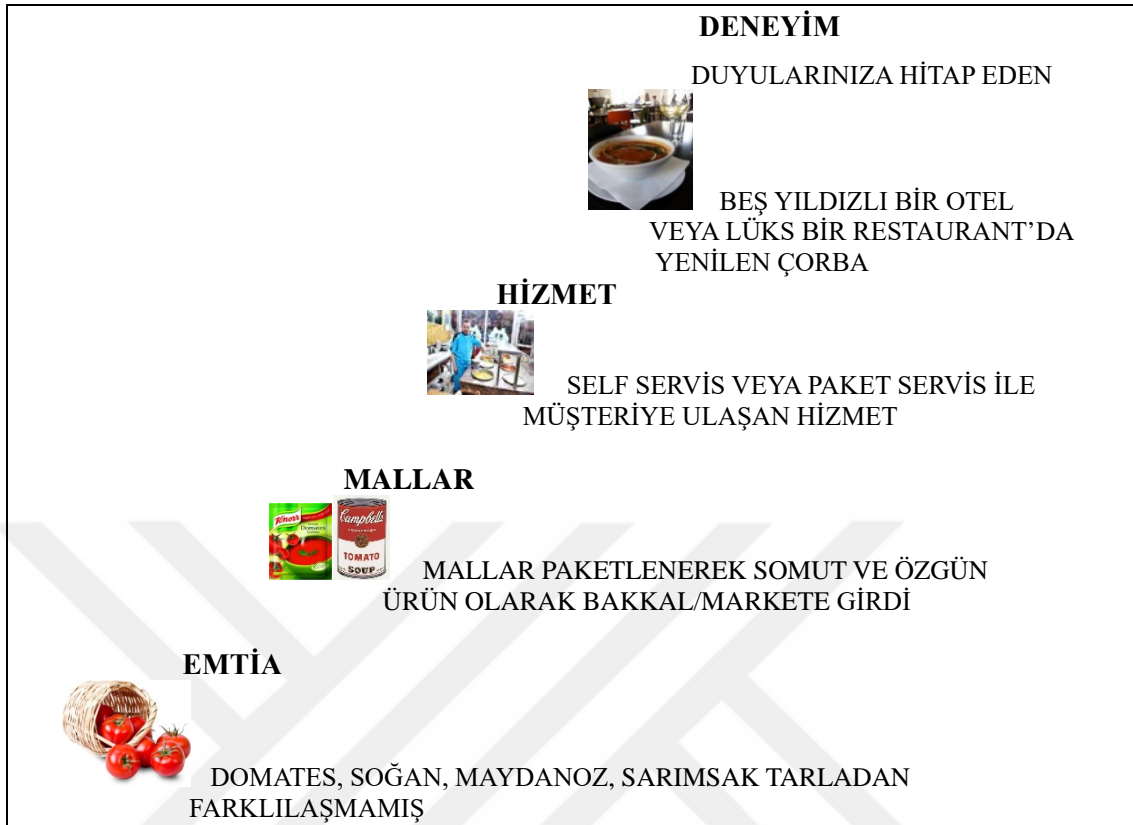 DENEYİM
DUYULARINIZA HİTAP EDEN
BEŞ YILDIZLI BİR OTEL
VEYA LÜKS BİR RESTAURANT’DA
YENİLEN ÇORBA
HİZMET
SELF SERVİS VEYA PAKET SERVİS İLE
MÜŞTERİYE ULAŞAN HİZMET
MALLAR
Knorr
Domates
Campbell's
TOMATO
SOUP
MALLAR PAKETLENEREK SOMUT VE ÖZGÜN
ÜRÜN OLARAK BAKKAL/MARKETE GİRDİ
EMTİA
DOMATES, SOĞAN, MAYDANOZ, SARIMSAK TARLADAN
FARKLILAŞMAMIŞ